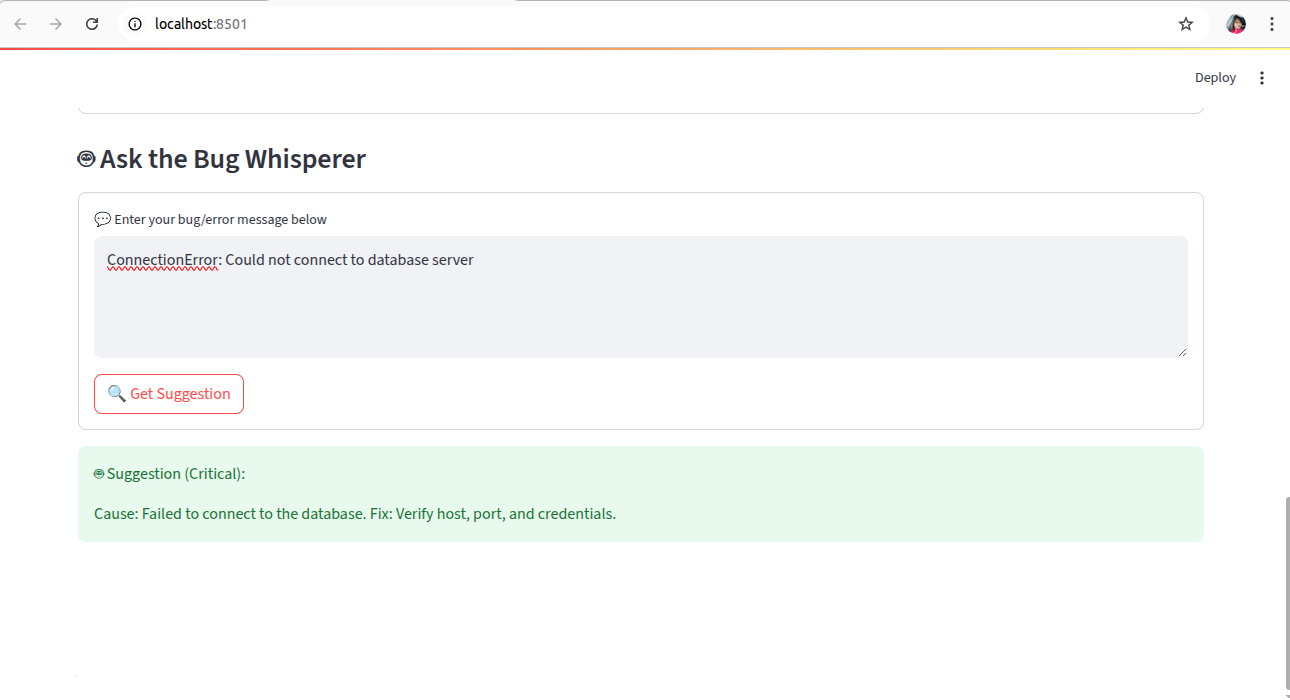 localhost:8501
Deploy
Ask the Bug Whisperer
💬 Enter your bug/error message below
ConnectionError: Could not connect to database server
🔍 Get Suggestion
Suggestion (Critical):
Cause: Failed to connect to the database. Fix: Verify host, port, and credentials.